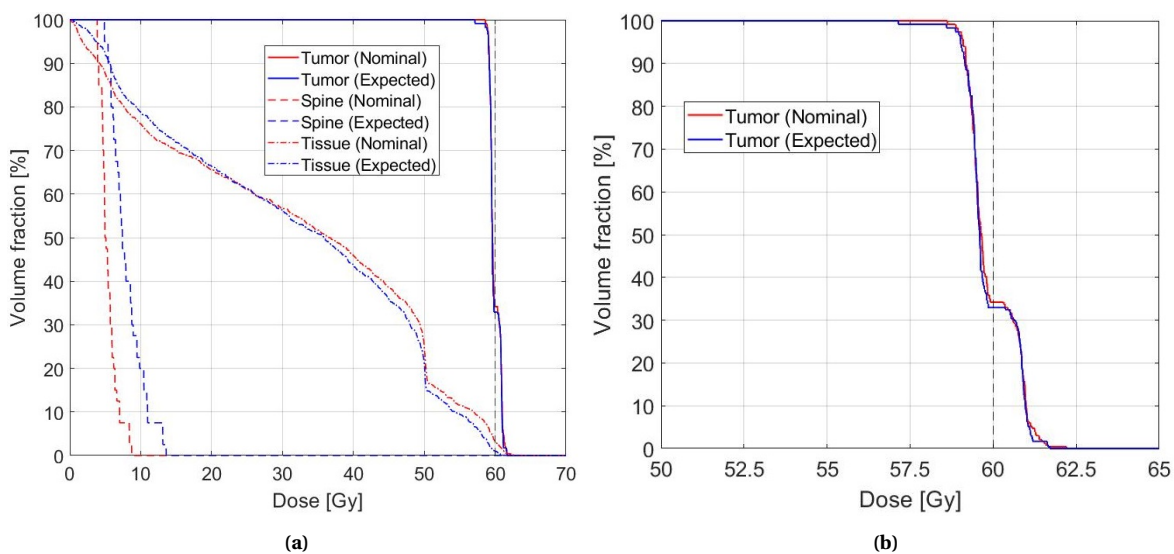 100
90
80
70
60
50
40
30
20
10
0
Volume fraction [%]
Tumor (Nominal)
Tumor (Expected)
Spine (Nominal)
Spine (Expected)
Tissue (Nominal)
Tissue (Expected)
0 10 20 30 40 50 60 70
Dose [Gy]
(a)
100
90
80
70
60
50
40
30
20
10
0
Volume fraction [%]
Tumor (Nominal)
Tumor (Expected)
50 52.5 55 57.5 60 62.5 65
Dose [Gy]
(b)